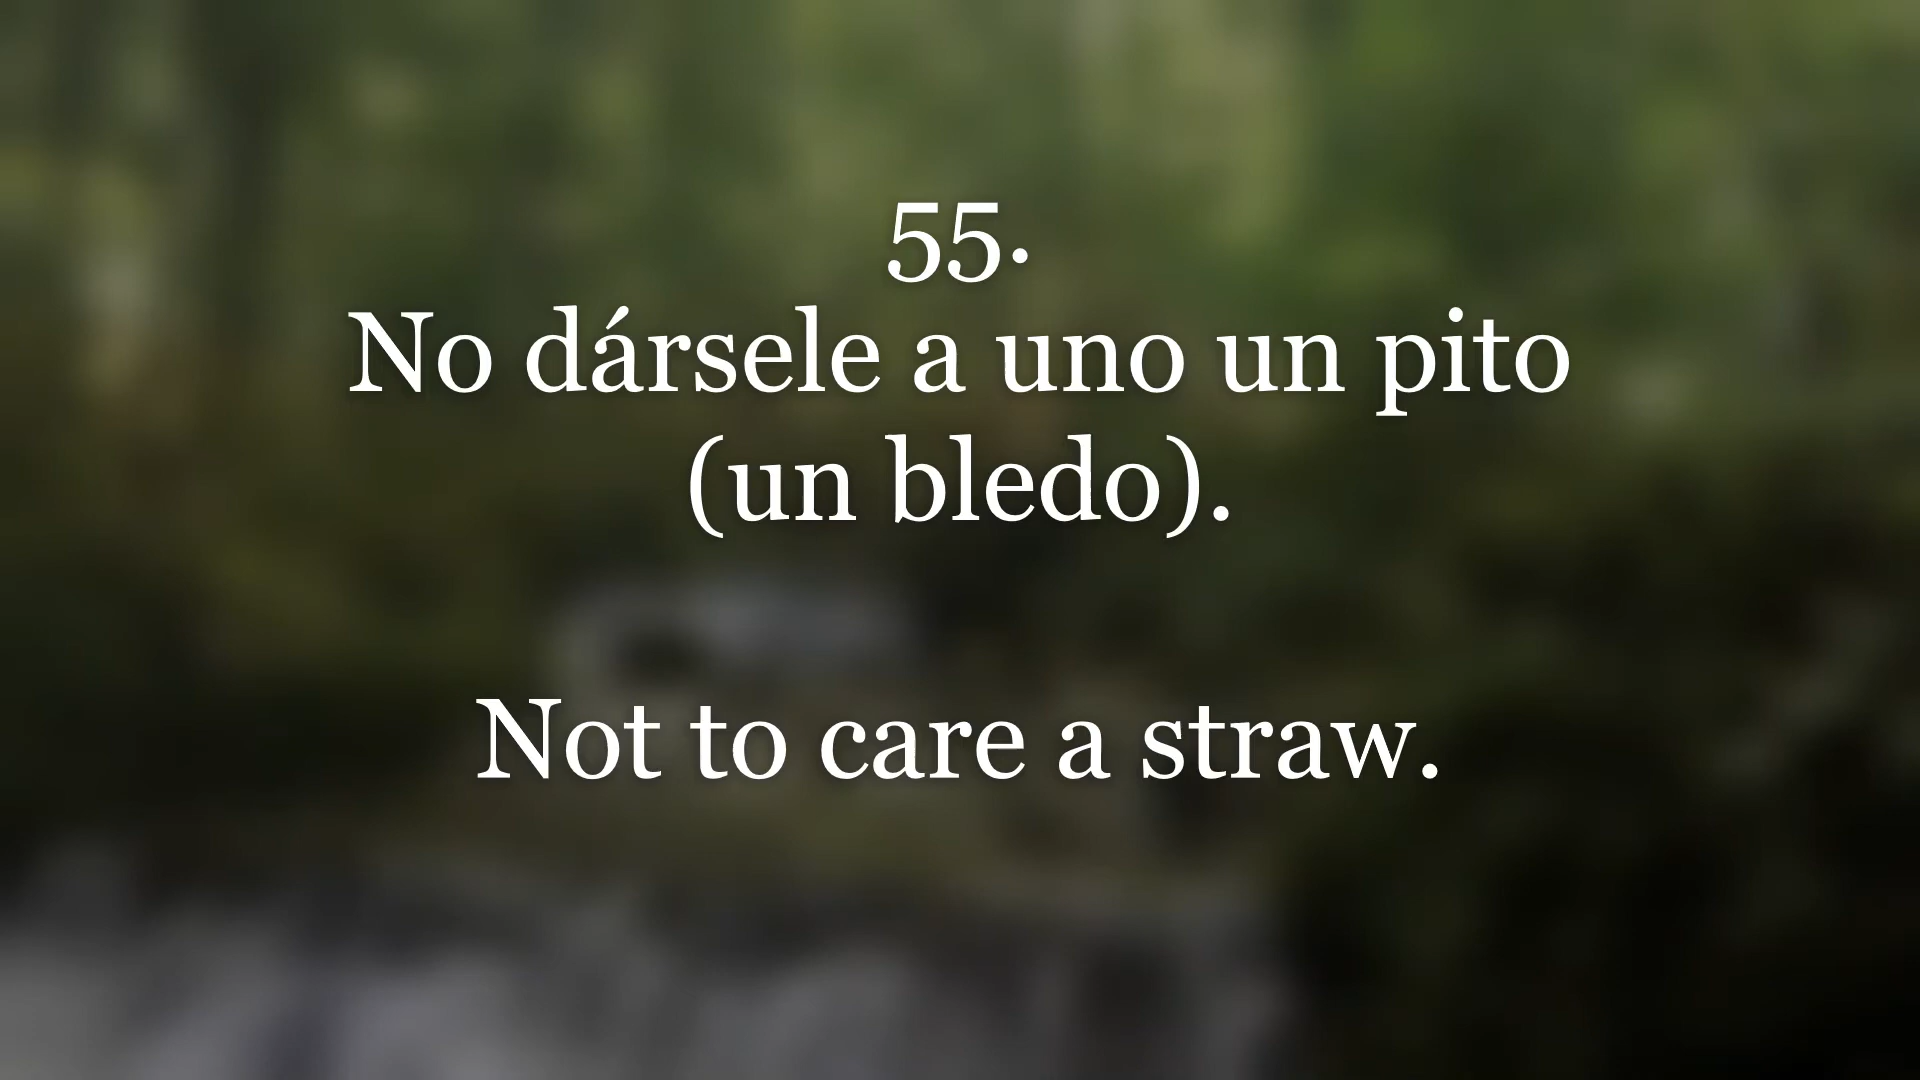 55.
No dársele a uno un pito
(un bledo).
Not to care a straw.